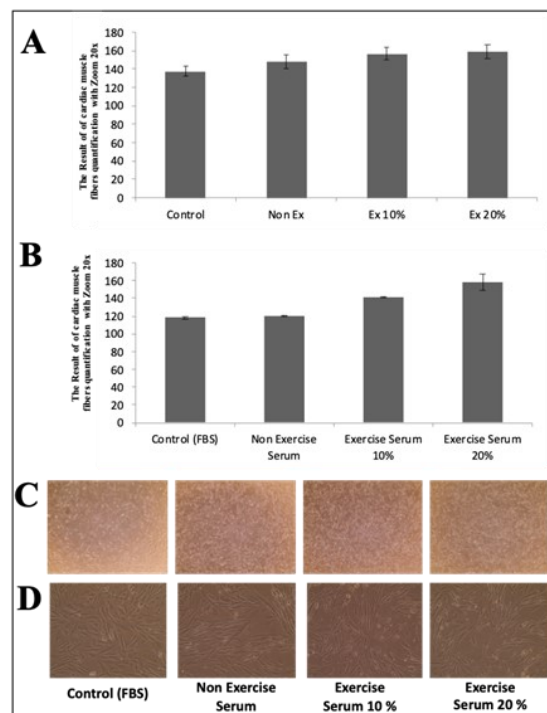 A
The Result of of cardiac muscle
fibers quantification with Zoom 20x
180
160
140
120
100
80
60
40
20
0
Control Non Ex Ex 10% Ex 20%
B
The Result of of cardiac muscle
fibers quantification with Zoom 20x
180
160
140
120
100
80
60
40
20
0
Control (FBS) Non Exercise Exercise Serum Exercise Serum
Serum 10% 20%
C
D
Control (FBS) Non Exercise Exercise Exercise
Serum Serum 10 % Serum 20 %